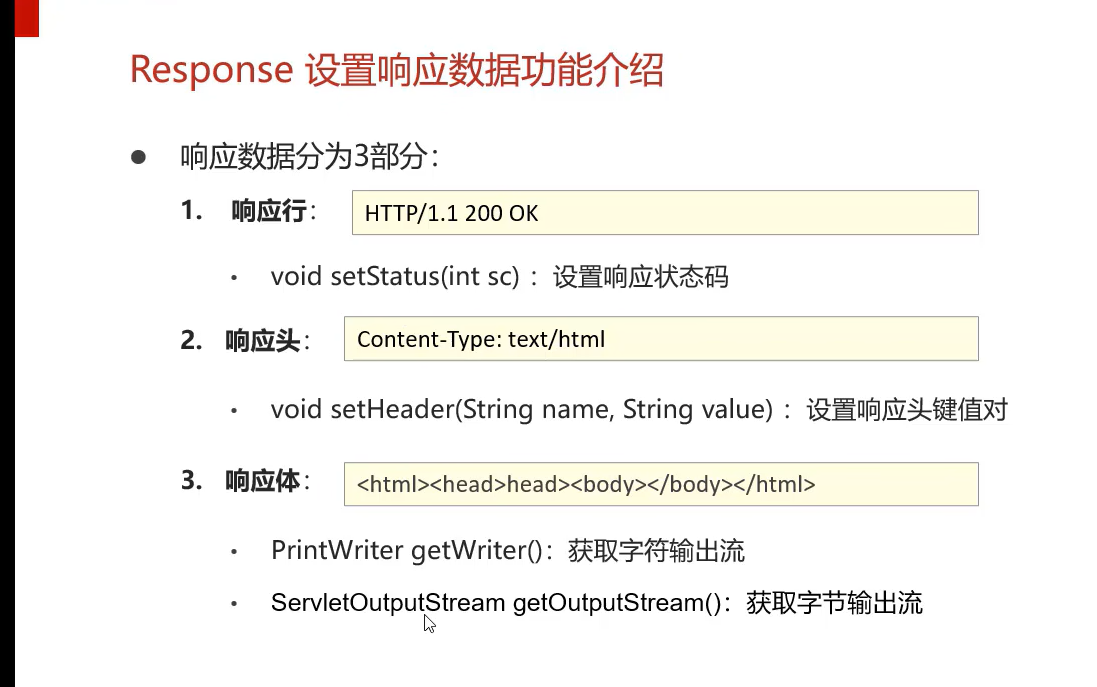 Response 设置响应数据功能介绍
● 响应数据分为3部分：
1. 响应行： HTTP/1.1 200 OK
• void setStatus(int sc) ：设置响应状态码
2. 响应头： Content-Type: text/html
• void setHeader(String name, String value) ：设置响应头键值对
3. 响应体： <html><head>head><body></body></html>
• PrintWriter getWriter()：获取字符输出流
• ServletOutputStream getOutputStream()：获取字节输出流